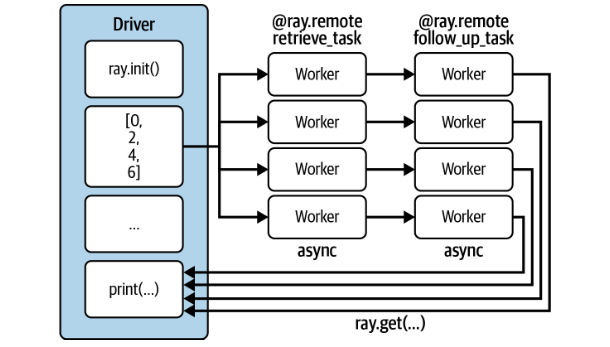 Driver
ray.init()
[0,
2,
4,
6]
...
print(...)
@ray.remote
retrieve_task
Worker
Worker
Worker
Worker
async
@ray.remote
follow_up_task
Worker
Worker
Worker
Worker
async
ray.get(...)